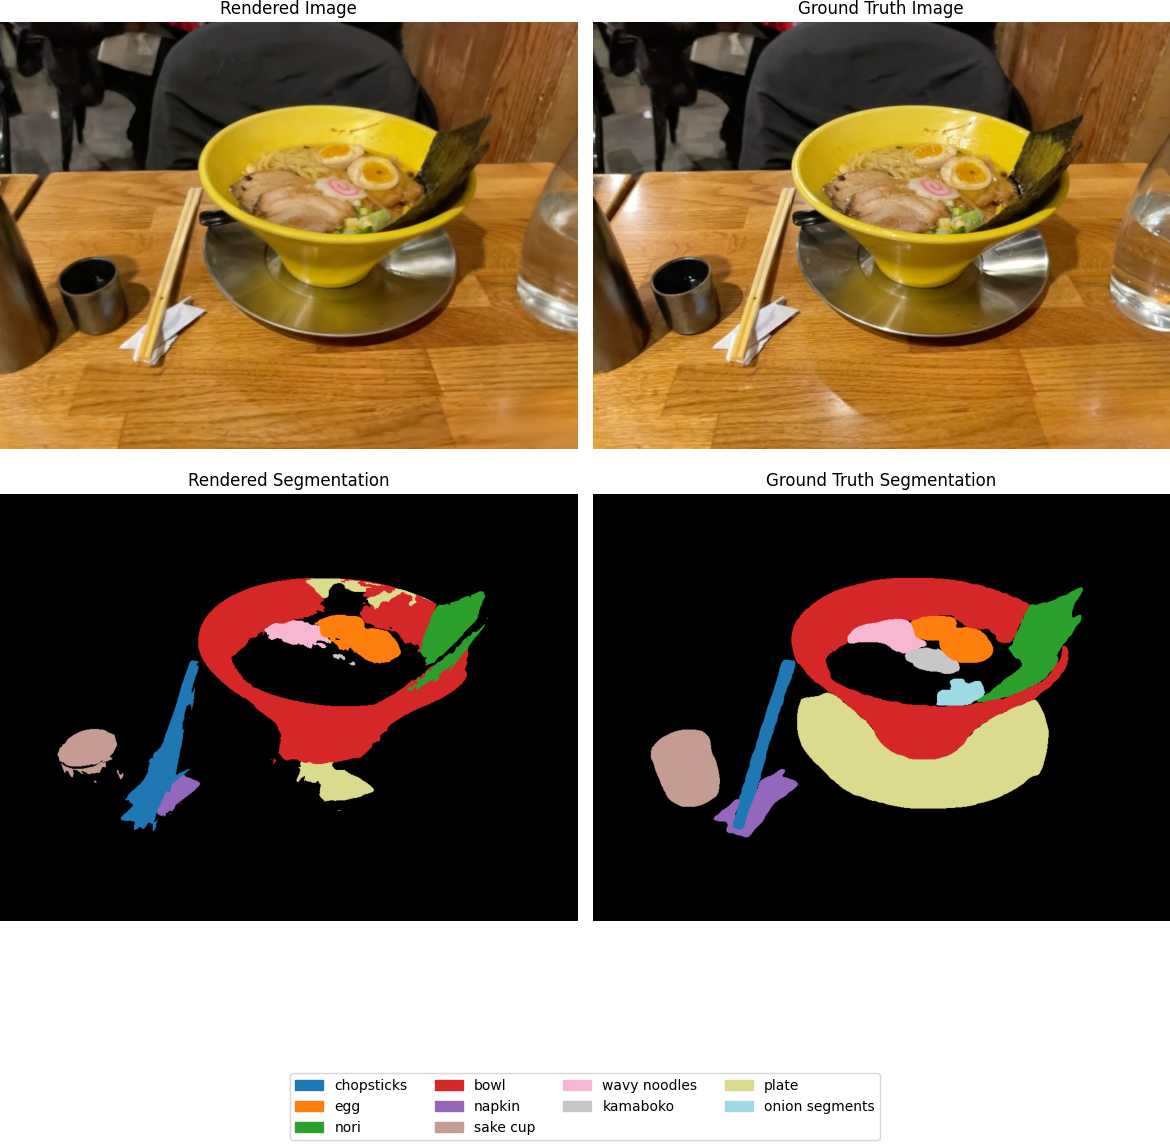 Rendered Image
Ground Truth Image
Rendered Segmentation
Ground Truth Segmentation
chopsticks
egg
nori
bowl
napkin
sake cup
wavy noodles
kamaboko
plate
onion segments